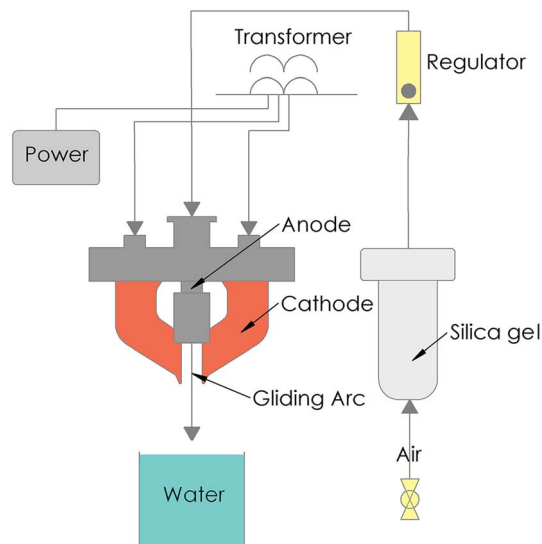 Transformer
Regulator
Power
Anode
Cathode
Silica gel
Gliding Arc
Air
Water